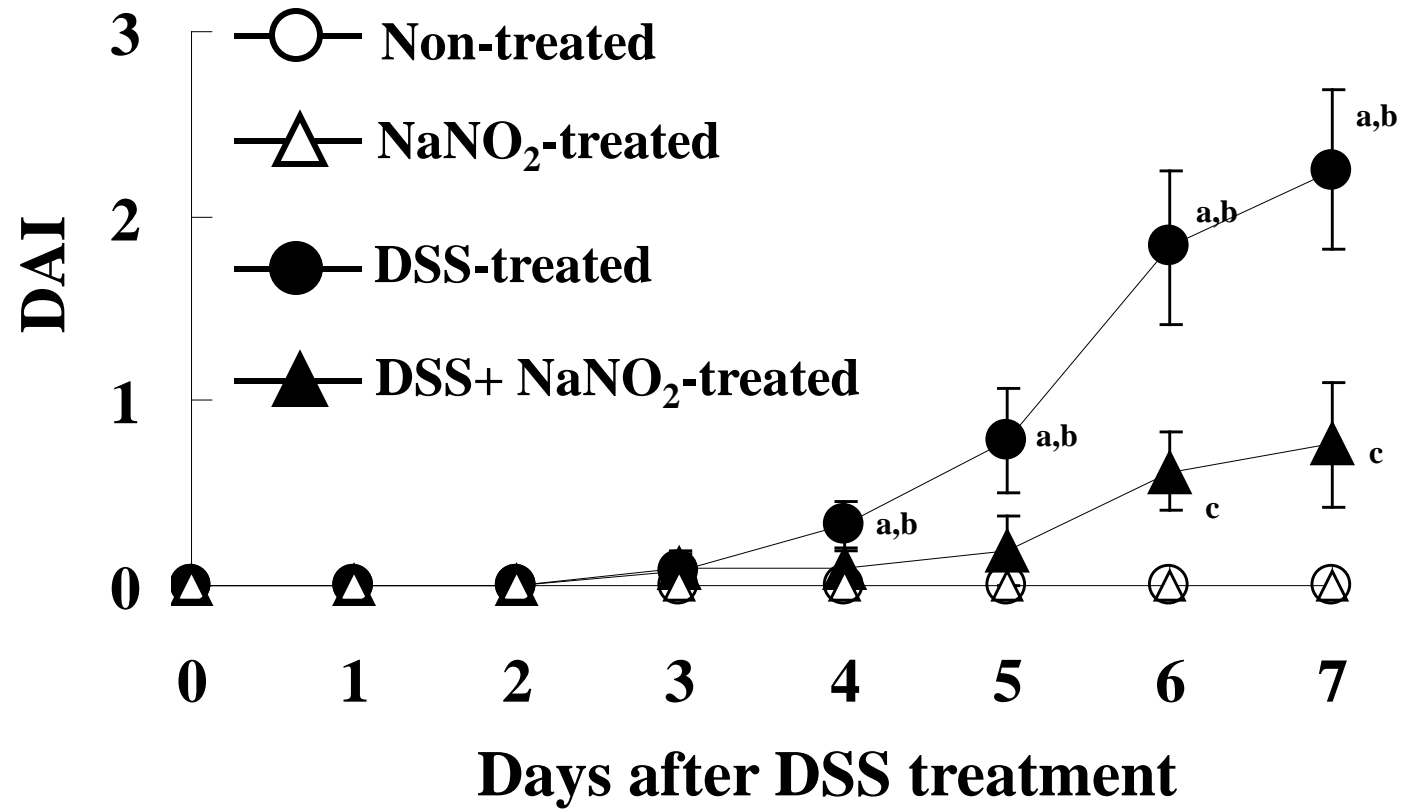 3
2
1
0
DAI
Non-treated
NaNO₂-treated
DSS-treated
DSS+ NaNO₂-treated
a,b
a,b
a,b
a,b
c
c
0 1 2 3 4 5 6 7
Days after DSS treatment